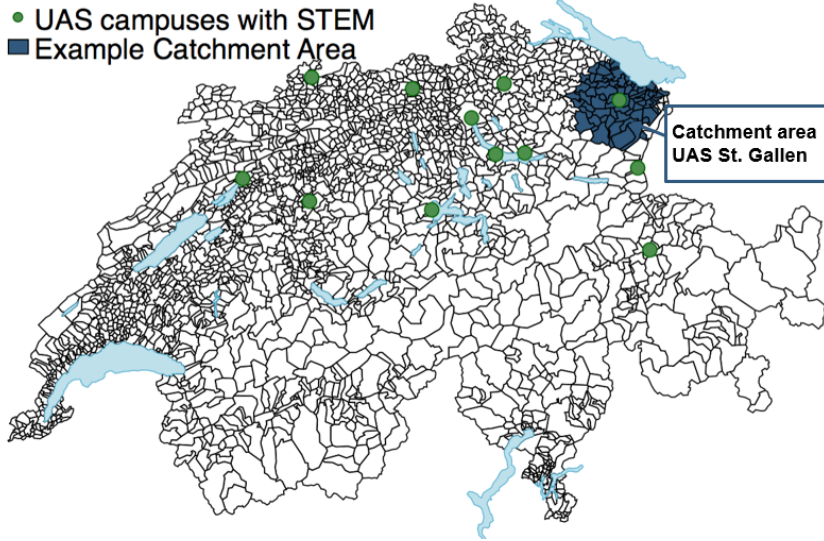 UAS campuses with STEM
Example Catchment Area
Catchment area
UAS St. Gallen